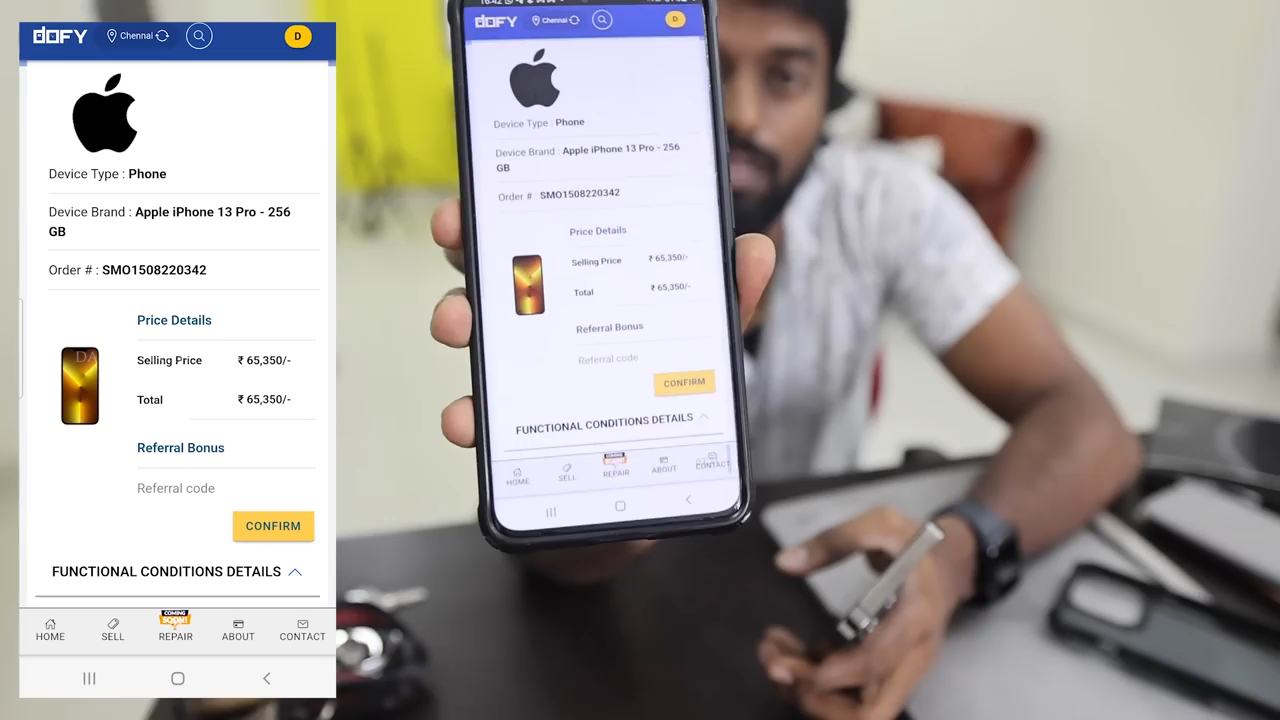 DOFY
Chennai
D
Device Type : Phone
Device Brand : Apple iPhone 13 Pro - 256
GB
Order # : SMO1508220342
Price Details
Selling Price ₹ 65,350/-
Total ₹ 65,350/-
Referral Bonus
Referral code
CONFIRM
FUNCTIONAL CONDITIONS DETAILS
COMING
SOON!
HOME
SELL
REPAIR
ABOUT
CONTACT
16:42
DOFY
Chennai
D
Device Type : Phone
Device Brand : Apple iPhone 13 Pro - 256
GB
Order # SMO1508220342
Price Details
Selling Price ₹ 65,350/-
Total ₹ 65,350/-
Referral Bonus
Referral code
CONFIRM
FUNCTIONAL CONDITIONS DETAILS
HOME
SELL
REPAIR
ABOUT
CONTACT